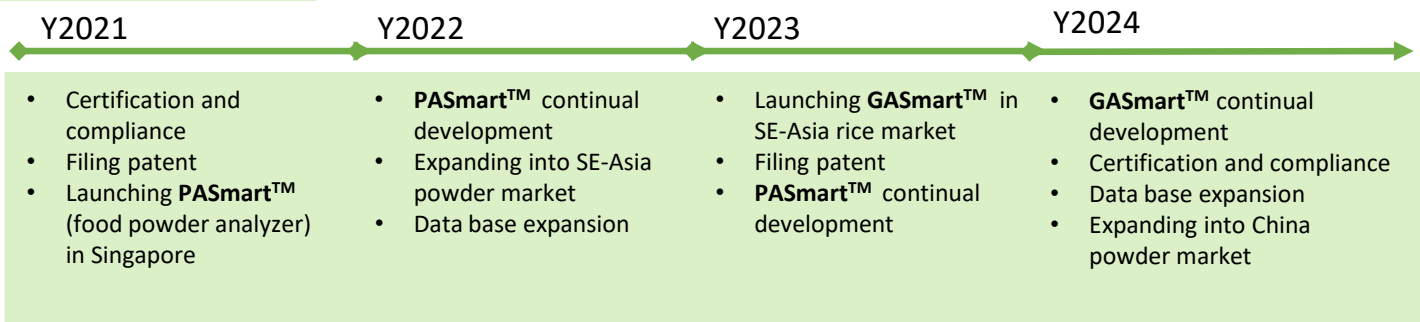 Y2021
Y2022
Y2023
Y2024
• Certification and
compliance
• Filing patent
• Launching PASmart™
(food powder analyzer)
in Singapore
• PASmart™ continual
development
• Expanding into SE-Asia
powder market
• Data base expansion
• Launching GASmart™ in
SE-Asia rice market
• Filing patent
• PASmart™ continual
development
• GASmart™ continual
development
• Certification and compliance
• Data base expansion
• Expanding into China
powder market